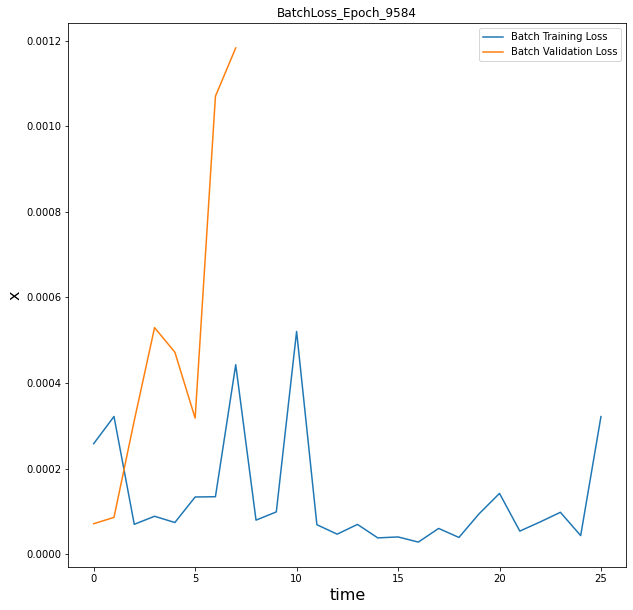 BatchLoss_Epoch_9584
Batch Training Loss
Batch Validation Loss
0.0012
0.0010
0.0008
0.0006
0.0004
0.0002
0.0000
x
0 5 10 15 20 25
time